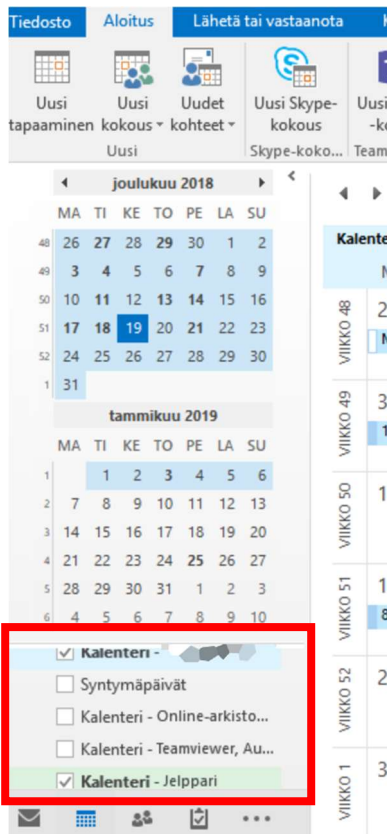 Tiedosto Aloitus Lähetä tai vastaanota
Uusi tapaaminen
Uusi kokous
Uudet kohteet
Uusi Skype-kokous
Uusi
Skype-koko...
joulukuu 2018
MA TI KE TO PE LA SU
48 26 27 28 29 30 1 2
49 3 4 5 6 7 8 9
50 10 11 12 13 14 15 16
51 17 18 19 20 21 22 23
52 24 25 26 27 28 29 30
1 31
tammikuu 2019
MA TI KE TO PE LA SU
1 1 2 3 4 5 6
2 7 8 9 10 11 12 13
3 14 15 16 17 18 19 20
4 21 22 23 24 25 26 27
5 28 29 30 31 1 2 3
6 4 5 6 7 8 9 10
Kalenteri -
Syntymäpäivät
Kalenteri - Online-arkisto...
Kalenteri - Teamviewer, Au...
Kalenteri - Jelppari
VIIKKO 48
VIIKKO 49
VIIKKO 50
VIIKKO 51
VIIKKO 52
VIIKKO 1